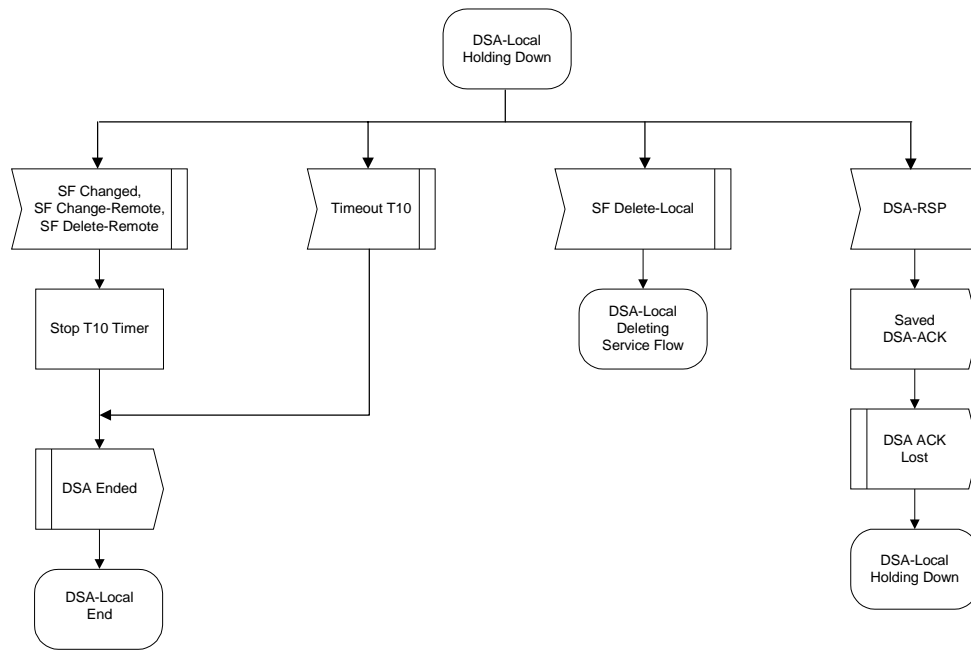 DSA-Local
Holding Down
SF Changed,
SF Change-Remote,
SF Delete-Remote
Timeout T10
SF Delete-Local
DSA-RSP
Stop T10 Timer
DSA-Local
Deleting
Service Flow
Saved
DSA-ACK
DSA Ended
DSA ACK
Lost
DSA-Local
End
DSA-Local
Holding Down